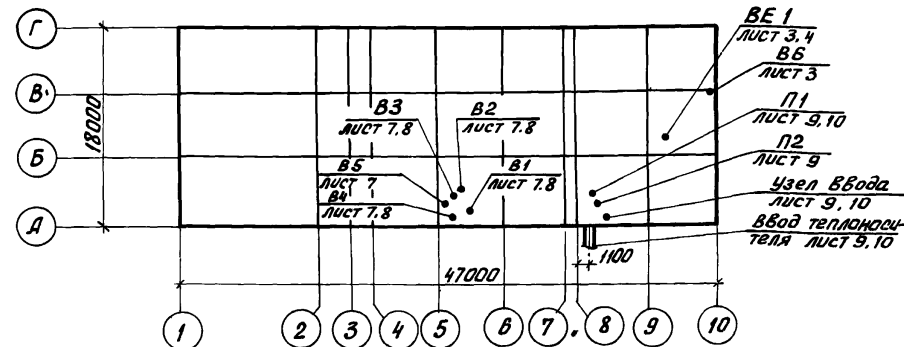 Г
ВЕ 1
лист 3, 4
В6
лист 3
В
18000
В3
лист 7,8
В2
лист 7.8
П1
лист 9,10
Б
П2
лист 9
В5
лист 7
В1
лист 7.8
Узел ввода
лист 9, 10
В4
лист 7,8
А
Ввод теплоноси-
теля лист 9,10
1100
47000
1 2 3 4 5 6 7 8 9 10